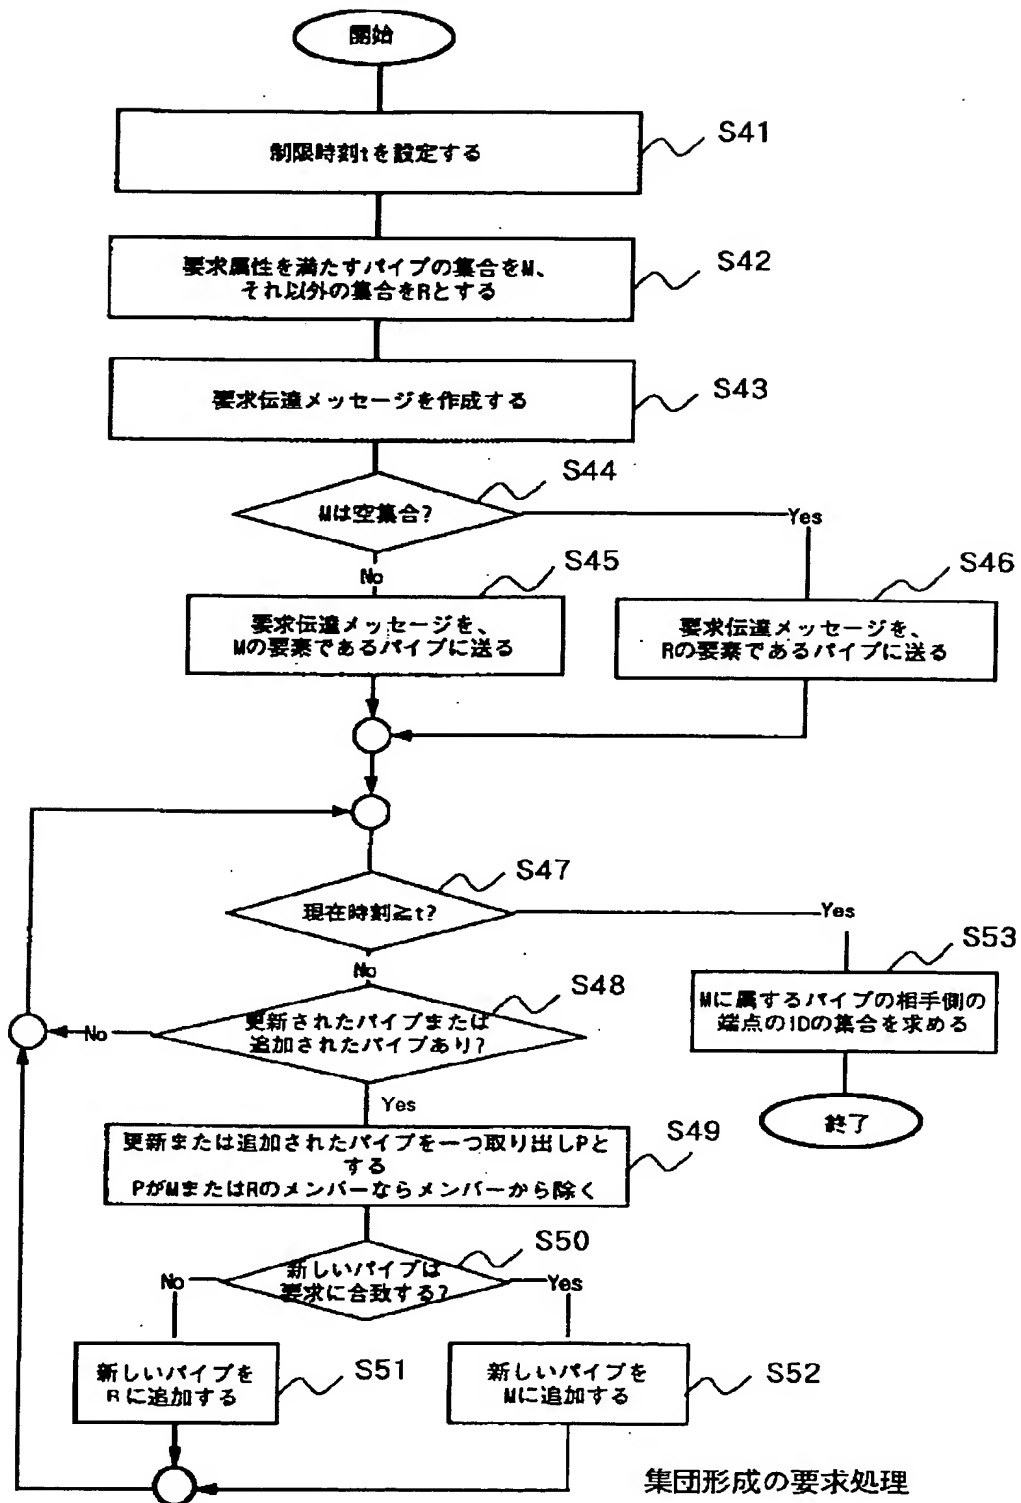 開始
制限時刻tを設定する
S41
要求属性を満たすパイプの集合をM、
それ以外の集合をRとする
S42
要求伝達メッセージを作成する
S43
Mは空集合?
S44
Yes
No
要求伝達メッセージを、
Mの要素であるパイプに送る
S45
要求伝達メッセージを、
Rの要素であるパイプに送る
S46
現在時刻≧t?
S47
Yes
No
Mに属するパイプの相手側の
端点のIDの集合を求める
S53
終了
更新されたパイプまたは
追加されたパイプあり?
S48
No
Yes
更新または追加されたパイプを一つ取り出しPと
する
PがMまたはRのメンバーならメンバーから除く
S49
新しいパイプは
要求に合致する?
S50
No
Yes
新しいパイプを
Rに追加する
S51
新しいパイプを
Mに追加する
S52
集団形成の要求処理